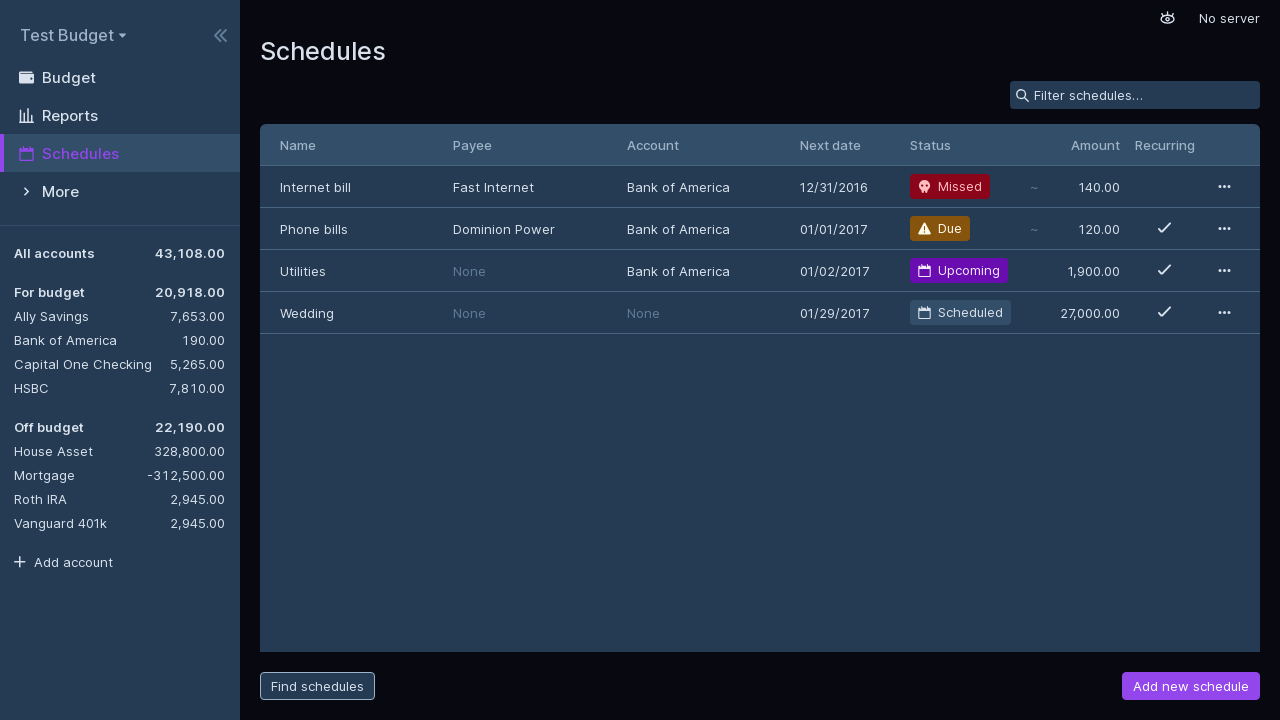 Test Budget
Budget
Reports
Schedules
More
All accounts 43,108.00
For budget 20,918.00
Ally Savings 7,653.00
Bank of America 190.00
Capital One Checking 5,265.00
HSBC 7,810.00
Off budget 22,190.00
House Asset 328,800.00
Mortgage -312,500.00
Roth IRA 2,945.00
Vanguard 401k 2,945.00
Add account
No server
Schedules
Filter schedules...
Name Payee Account Next date Status Amount Recurring
Internet bill Fast Internet Bank of America 12/31/2016 Missed ~ 140.00
Phone bills Dominion Power Bank of America 01/01/2017 Due ~ 120.00
Utilities None Bank of America 01/02/2017 Upcoming 1,900.00
Wedding None None 01/29/2017 Scheduled 27,000.00
Find schedules Add new schedule